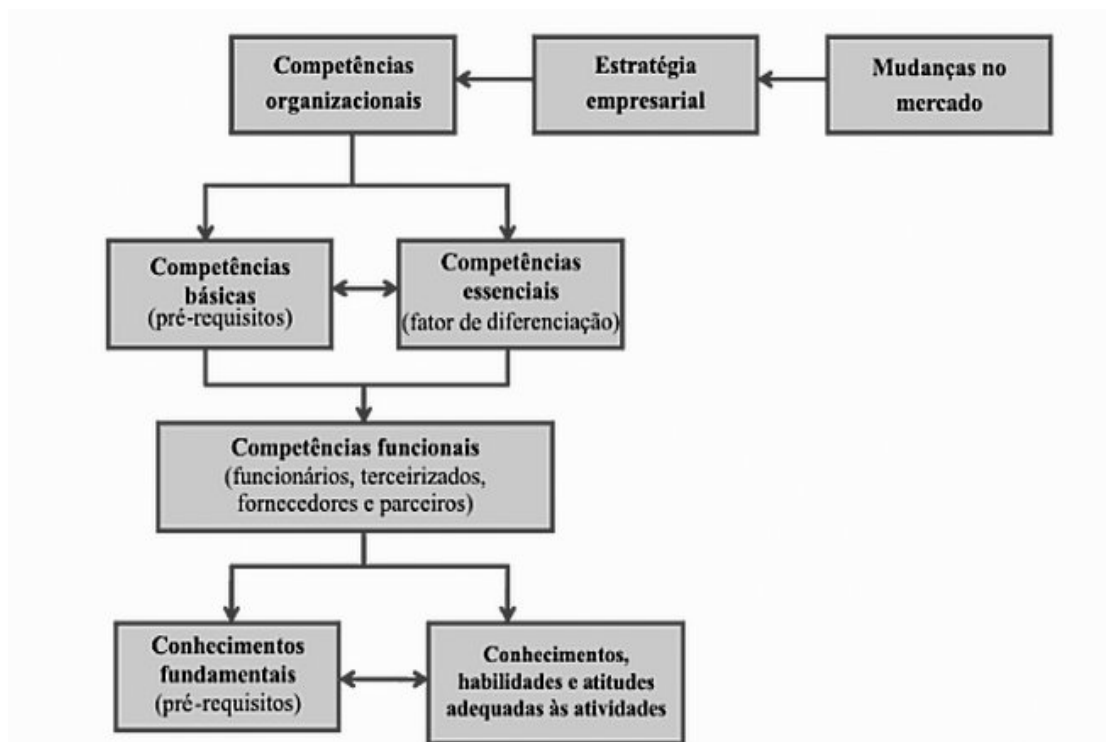 Competências
organizacionais
Estratégia
empresarial
Mudanças no
mercado
Competências
básicas
(pré-requisitos)
Competências
essenciais
(fator de diferenciação)
Competências funcionais
(funcionários, terceirizados,
fornecedores e parceiros)
Conhecimentos
fundamentais
(pré-requisitos)
Conhecimentos,
habilidades e atitudes
adequadas às atividades